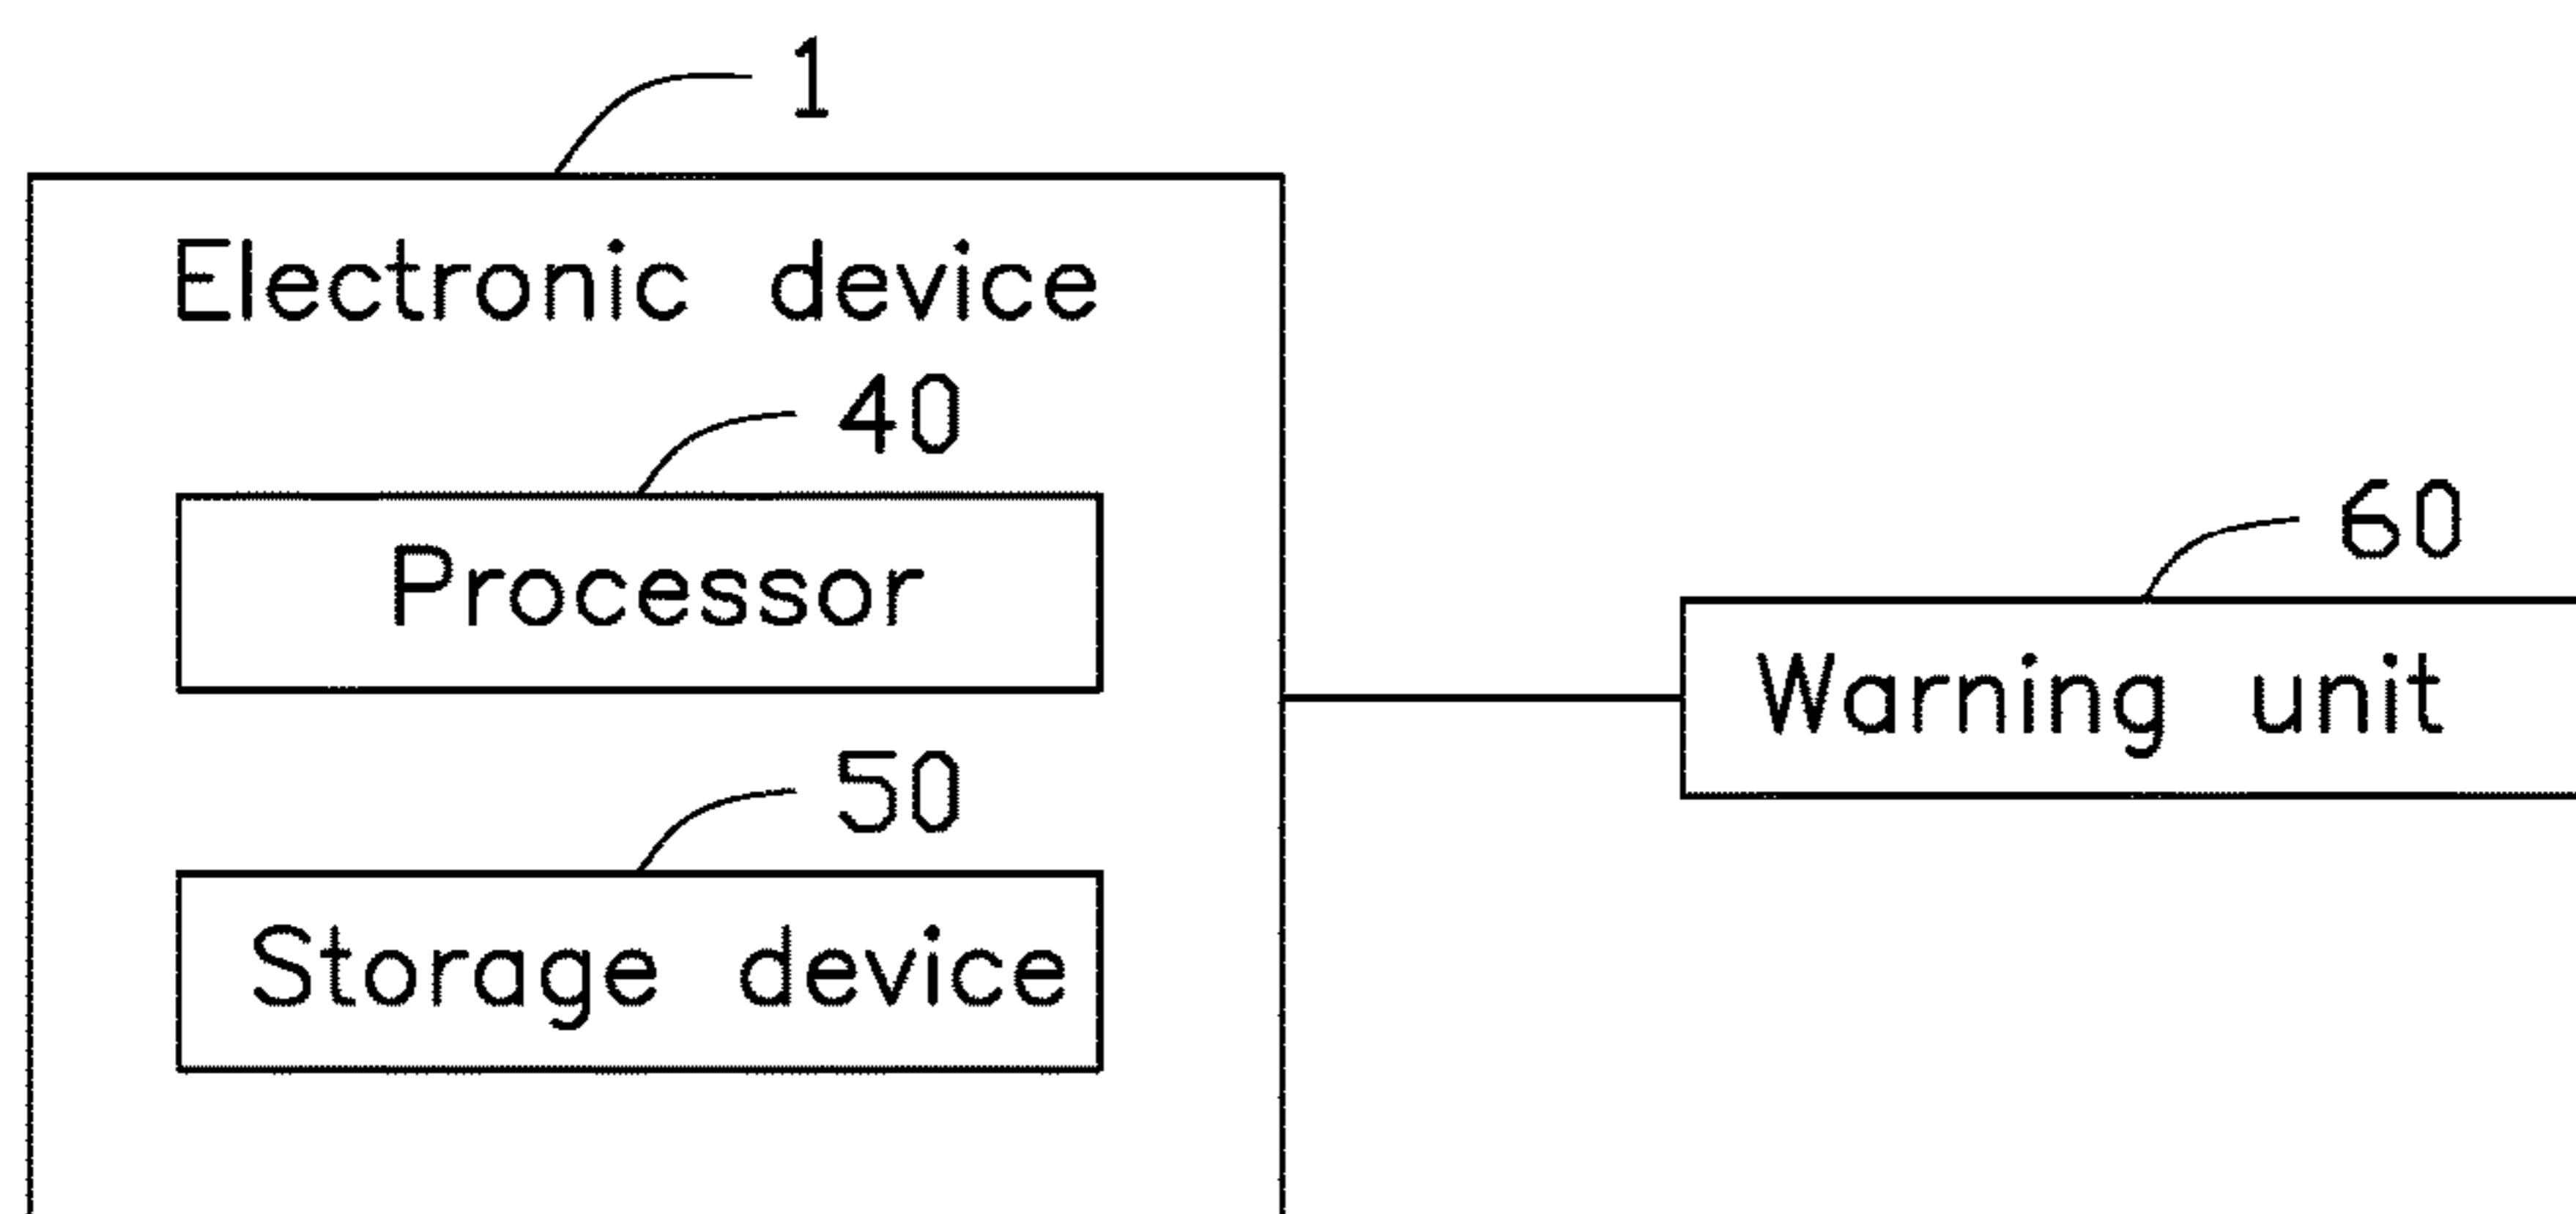 1
Electronic device
40
Processor
60
Warning unit
50
Storage device